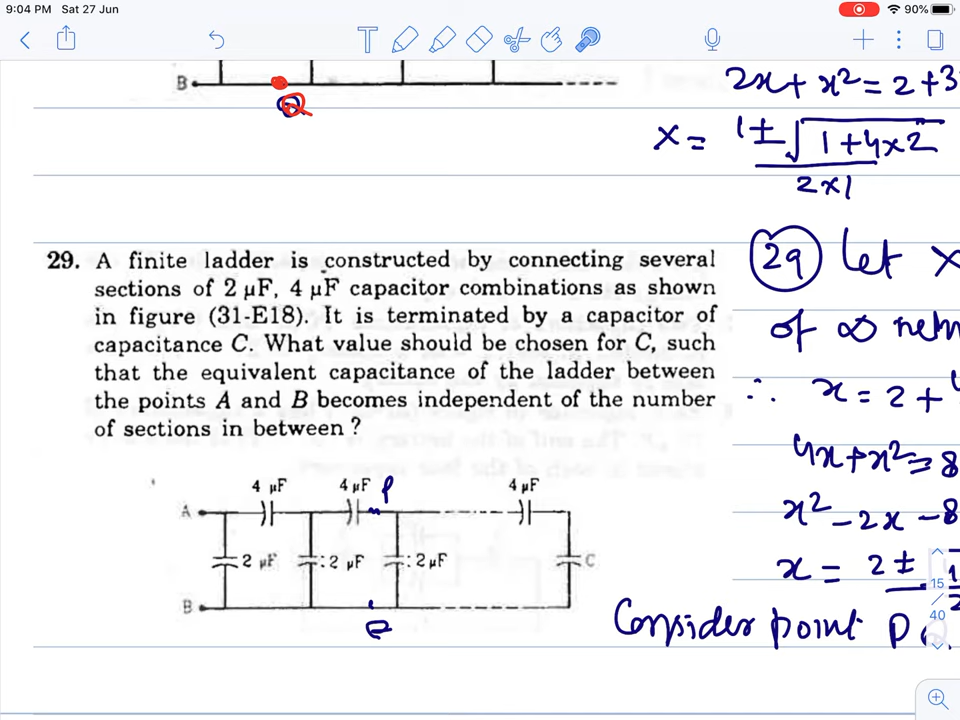 9:04 PM Sat 27 Jun
90%
T
B
Q
2x + x² = 2 + 3
x = 1 ± √1 + 4 x 2
2 x 1
29. A finite ladder is constructed by connecting several
sections of 2 µF, 4 µF capacitor combinations as shown
in figure (31-E18). It is terminated by a capacitor of
capacitance C. What value should be chosen for C, such
that the equivalent capacitance of the ladder between
the points A and B becomes independent of the number
of sections in between ?
29 Let x
of ∞ netw
∴ x = 2 + 4
4x + x² = 8
x² - 2x - 8
x = 2 ±
4 µF 4 µF P 4 µF
A
2 µF 2 µF 2 µF C
B
Consider point P
15
/
40